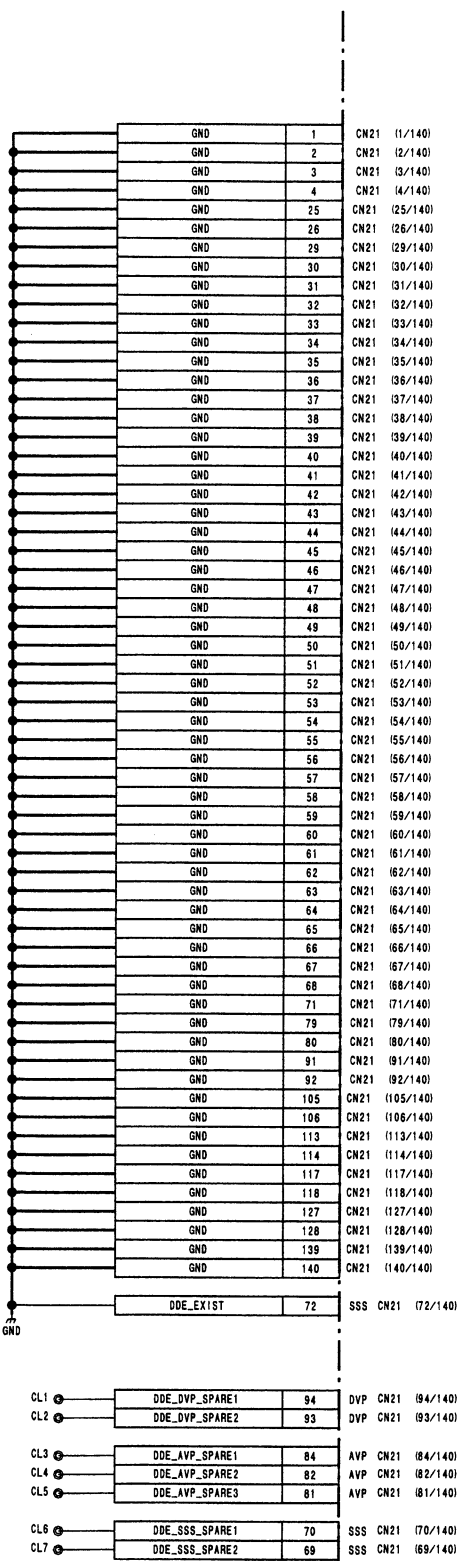 GND 1 CN21 (1/140)
GND 2 CN21 (2/140)
GND 3 CN21 (3/140)
GND 4 CN21 (4/140)
GND 25 CN21 (25/140)
GND 26 CN21 (26/140)
GND 29 CN21 (29/140)
GND 30 CN21 (30/140)
GND 31 CN21 (31/140)
GND 32 CN21 (32/140)
GND 33 CN21 (33/140)
GND 34 CN21 (34/140)
GND 35 CN21 (35/140)
GND 36 CN21 (36/140)
GND 37 CN21 (37/140)
GND 38 CN21 (38/140)
GND 39 CN21 (39/140)
GND 40 CN21 (40/140)
GND 41 CN21 (41/140)
GND 42 CN21 (42/140)
GND 43 CN21 (43/140)
GND 44 CN21 (44/140)
GND 45 CN21 (45/140)
GND 46 CN21 (46/140)
GND 47 CN21 (47/140)
GND 48 CN21 (48/140)
GND 49 CN21 (49/140)
GND 50 CN21 (50/140)
GND 51 CN21 (51/140)
GND 52 CN21 (52/140)
GND 53 CN21 (53/140)
GND 54 CN21 (54/140)
GND 55 CN21 (55/140)
GND 56 CN21 (56/140)
GND 57 CN21 (57/140)
GND 58 CN21 (58/140)
GND 59 CN21 (59/140)
GND 60 CN21 (60/140)
GND 61 CN21 (61/140)
GND 62 CN21 (62/140)
GND 63 CN21 (63/140)
GND 64 CN21 (64/140)
GND 65 CN21 (65/140)
GND 66 CN21 (66/140)
GND 67 CN21 (67/140)
GND 68 CN21 (68/140)
GND 71 CN21 (71/140)
GND 79 CN21 (79/140)
GND 80 CN21 (80/140)
GND 91 CN21 (91/140)
GND 92 CN21 (92/140)
GND 105 CN21 (105/140)
GND 106 CN21 (106/140)
GND 113 CN21 (113/140)
GND 114 CN21 (114/140)
GND 117 CN21 (117/140)
GND 118 CN21 (118/140)
GND 127 CN21 (127/140)
GND 128 CN21 (128/140)
GND 139 CN21 (139/140)
GND 140 CN21 (140/140)
DDE_EXIST 72 SSS CN21 (72/140)
GND
CL1 DDE_DVP_SPARE1 94 DVP CN21 (94/140)
CL2 DDE_DVP_SPARE2 93 DVP CN21 (93/140)
CL3 DDE_AVP_SPARE1 84 AVP CN21 (84/140)
CL4 DDE_AVP_SPARE2 82 AVP CN21 (82/140)
CL5 DDE_AVP_SPARE3 81 AVP CN21 (81/140)
CL6 DDE_SSS_SPARE1 70 SSS CN21 (70/140)
CL7 DDE_SSS_SPARE2 69 SSS CN21 (69/140)